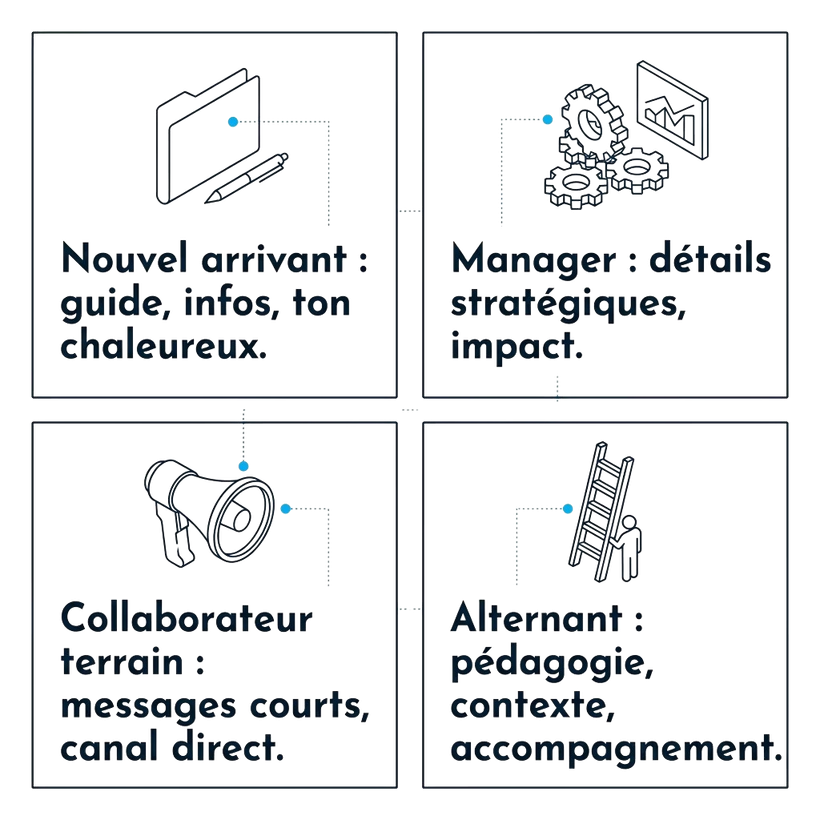 Nouvel arrivant :
guide, infos, ton
chaleureux.
Manager : détails
stratégiques,
impact.
Collaborateur
terrain :
messages courts,
canal direct.
Alternant :
pédagogie,
contexte,
accompagnement.